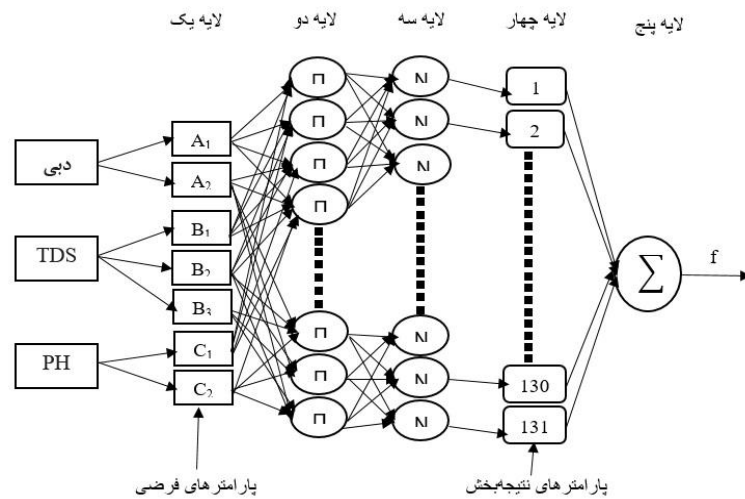 لایه یک
لایه دو
لایه سه
لایه چهار
لایه پنج
دبی
TDS
PH
A₁
A₂
B₁
B₂
B₃
C₁
C₂
Π
Π
Π
Π
Π
Π
Π
N
N
N
N
N
N
1
2
130
131
∑
f
پارامترهای فرضی
پارامترهای نتیجه‌بخش